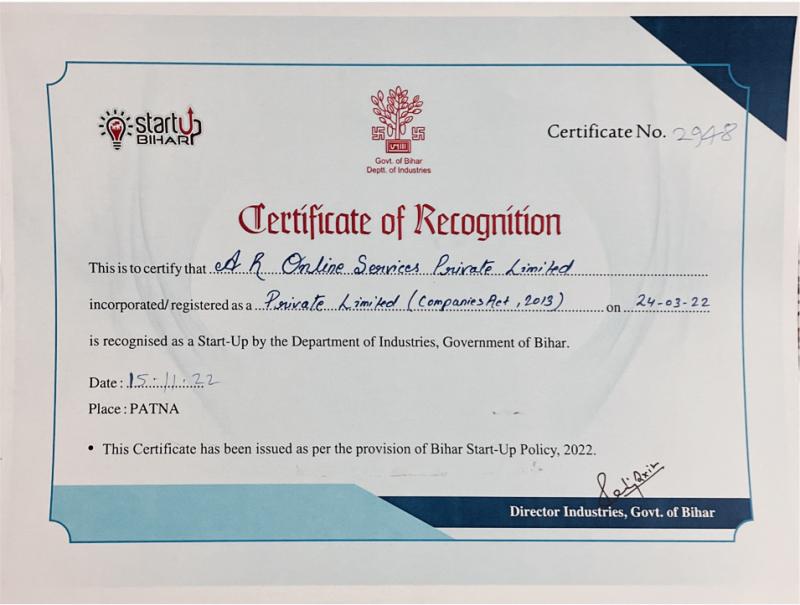 startUp
BIHAR
Govt. of Bihar
Deptt. of Industries
Certificate No. 2948
Certificate of Recognition
This is to certify that A R Online Services Private Limited
incorporated/registered as a Private Limited (Companies Act, 2013) on 24-03-22
is recognised as a Start-Up by the Department of Industries, Government of Bihar.
Date : 15.11.22
Place : PATNA
• This Certificate has been issued as per the provision of Bihar Start-Up Policy, 2022.
Director Industries, Govt. of Bihar